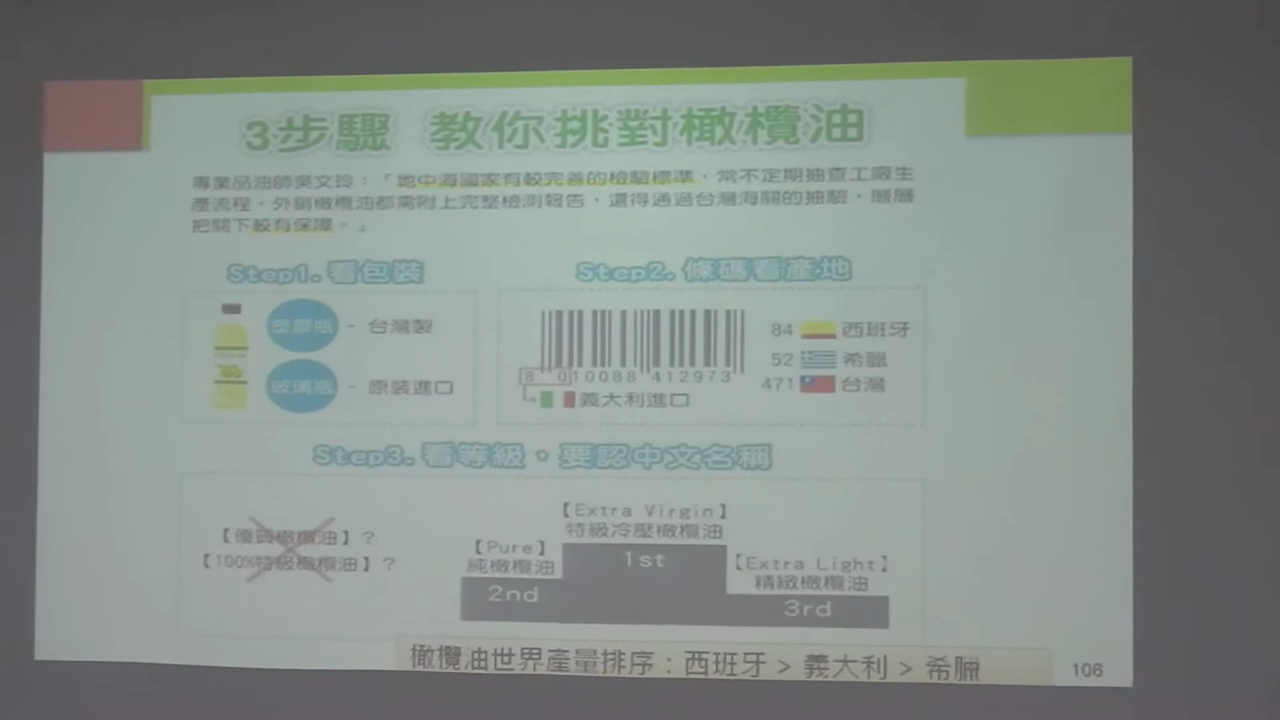 3步驟 教你挑對橄欖油
專業品油師吳文玲：「地中海國家有較完善的檢驗標準，常不定期抽查工廠生
產流程，外銷橄欖油都需附上完整檢測報告，還得通過台灣海關的抽驗，層層
把關下較有保障。」
Step1.看包裝
塑膠瓶 - 台灣製
玻璃瓶 - 原裝進口
Step2.條碼看產地
8 010088 412973
義大利進口
84 西班牙
52 希臘
471 台灣
Step3.看等級。要認中文名稱
【優質橄欖油】？
【100%特級橄欖油】？
【Extra Virgin】
特級冷壓橄欖油
1st
【Pure】
純橄欖油
2nd
【Extra Light】
精緻橄欖油
3rd
橄欖油世界產量排序：西班牙 > 義大利 > 希臘
106